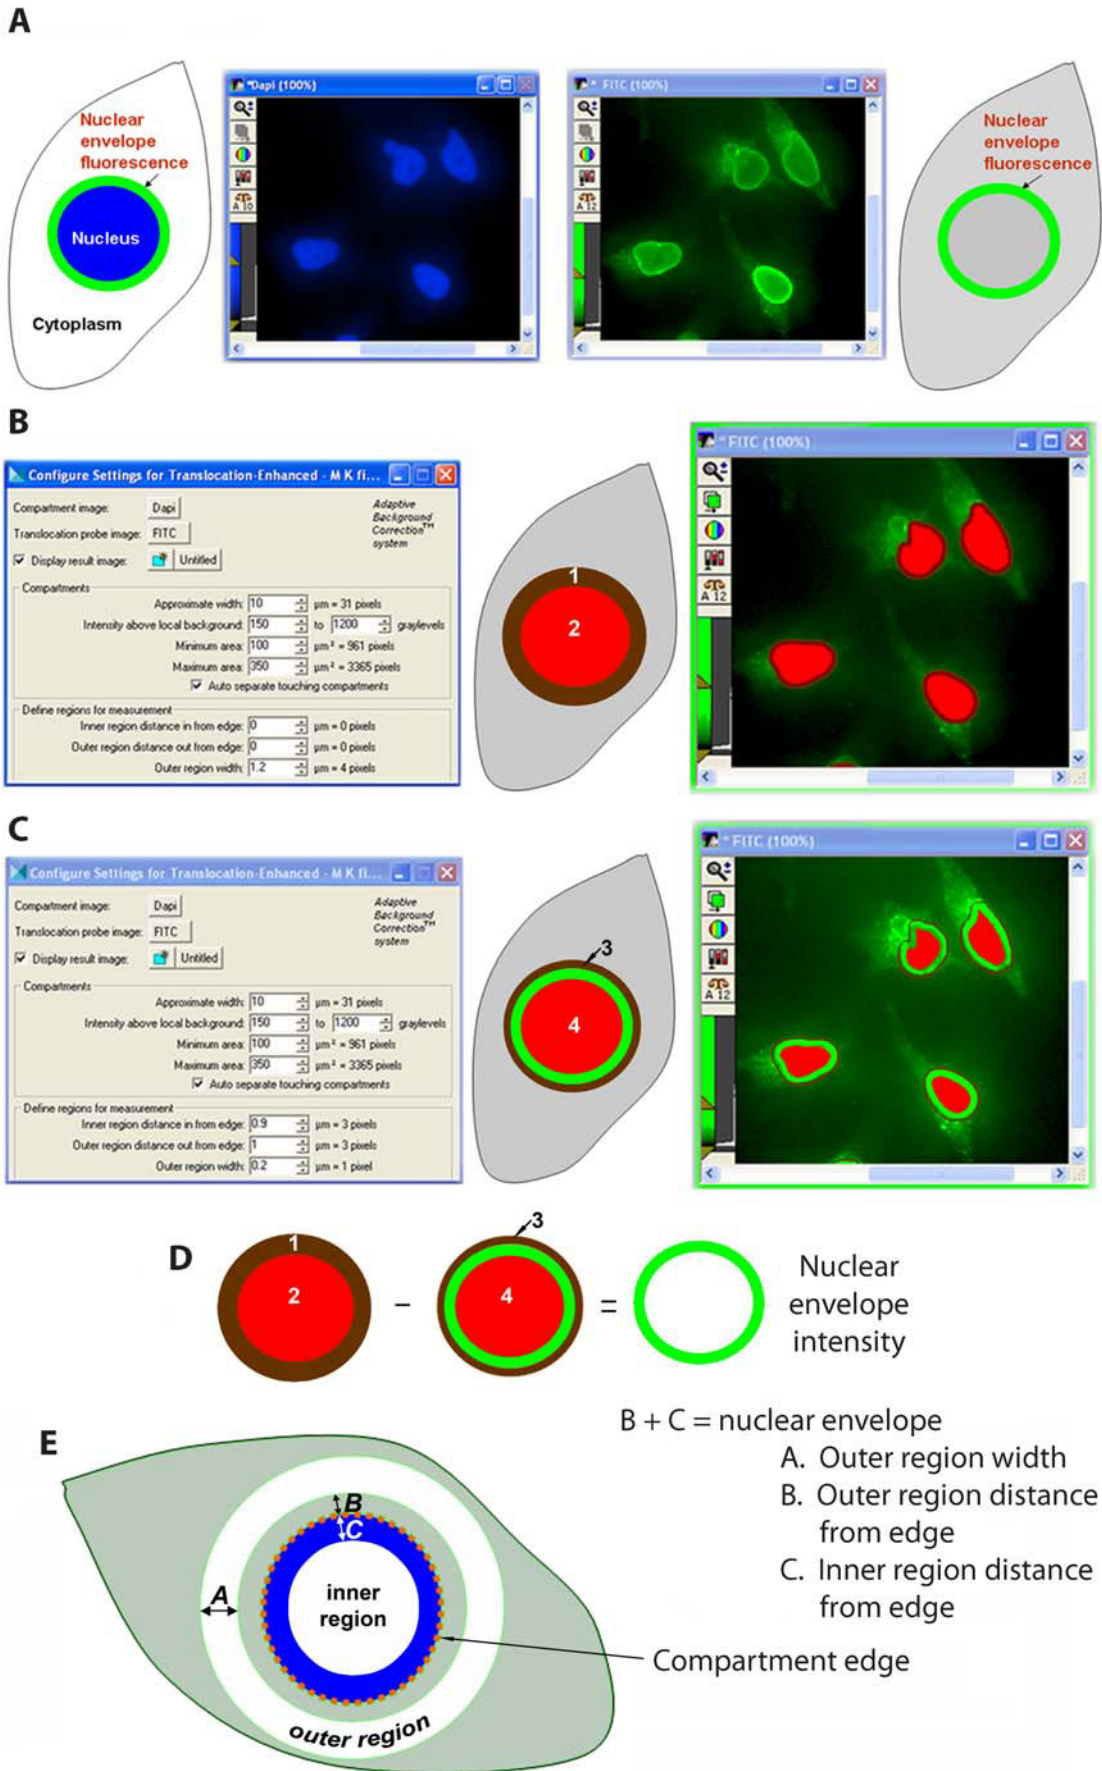 A
Nuclear
envelope
fluorescence
Nucleus
Cytoplasm
*Dapi (100%)
A 10
* FITC (100%)
A 12
Nuclear
envelope
fluorescence
B
Configure Settings for Translocation-Enhanced - M K fi...
Compartment image: Dapi
Translocation probe image: FITC
Display result image: Untitled
Adaptive
Background
Correction™
system
Compartments
Approximate width: 10 µm = 31 pixels
Intensity above local background: 150 to 1200 graylevels
Minimum area: 100 µm² = 961 pixels
Maximum area: 350 µm² = 3365 pixels
Auto separate touching compartments
Define regions for measurement
Inner region distance in from edge: 0 µm = 0 pixels
Outer region distance out from edge: 0 µm = 0 pixels
Outer region width: 1.2 µm = 4 pixels
1
2
* FITC (100%)
A 12
C
Configure Settings for Translocation-Enhanced - M K fi...
Compartment image: Dapi
Translocation probe image: FITC
Display result image: Untitled
Adaptive
Background
Correction™
system
Compartments
Approximate width: 10 µm = 31 pixels
Intensity above local background: 150 to 1200 graylevels
Minimum area: 100 µm² = 961 pixels
Maximum area: 350 µm² = 3365 pixels
Auto separate touching compartments
Define regions for measurement
Inner region distance in from edge: 0.9 µm = 3 pixels
Outer region distance out from edge: 1 µm = 3 pixels
Outer region width: 0.2 µm = 1 pixel
3
4
* FITC (100%)
A 12
D
1
2
–
3
4
=
Nuclear
envelope
intensity
E
B + C = nuclear envelope
A. Outer region width
B. Outer region distance
from edge
C. Inner region distance
from edge
B
C
A
inner
region
outer region
Compartment edge